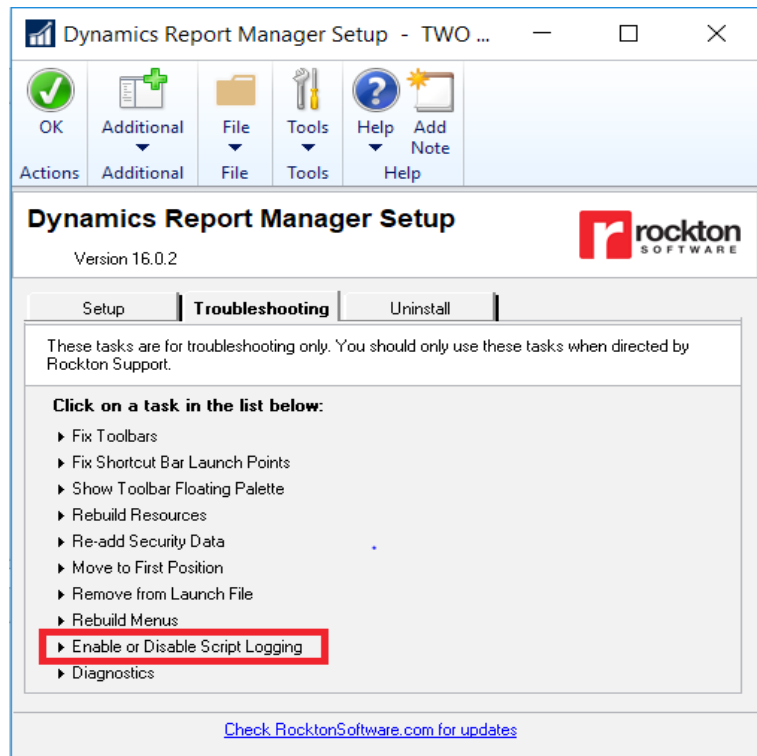 Dynamics Report Manager Setup - TWO ...
OK
Additional
File
Tools
Help
Add
Note
Actions
Additional
File
Tools
Help
Dynamics Report Manager Setup
Version 16.0.2
rockton
SOFTWARE
Setup
Troubleshooting
Uninstall
These tasks are for troubleshooting only. You should only use these tasks when directed by
Rockton Support.
Click on a task in the list below:
Fix Toolbars
Fix Shortcut Bar Launch Points
Show Toolbar Floating Palette
Rebuild Resources
Re-add Security Data
Move to First Position
Remove from Launch File
Rebuild Menus
Enable or Disable Script Logging
Diagnostics
Check RocktonSoftware.com for updates